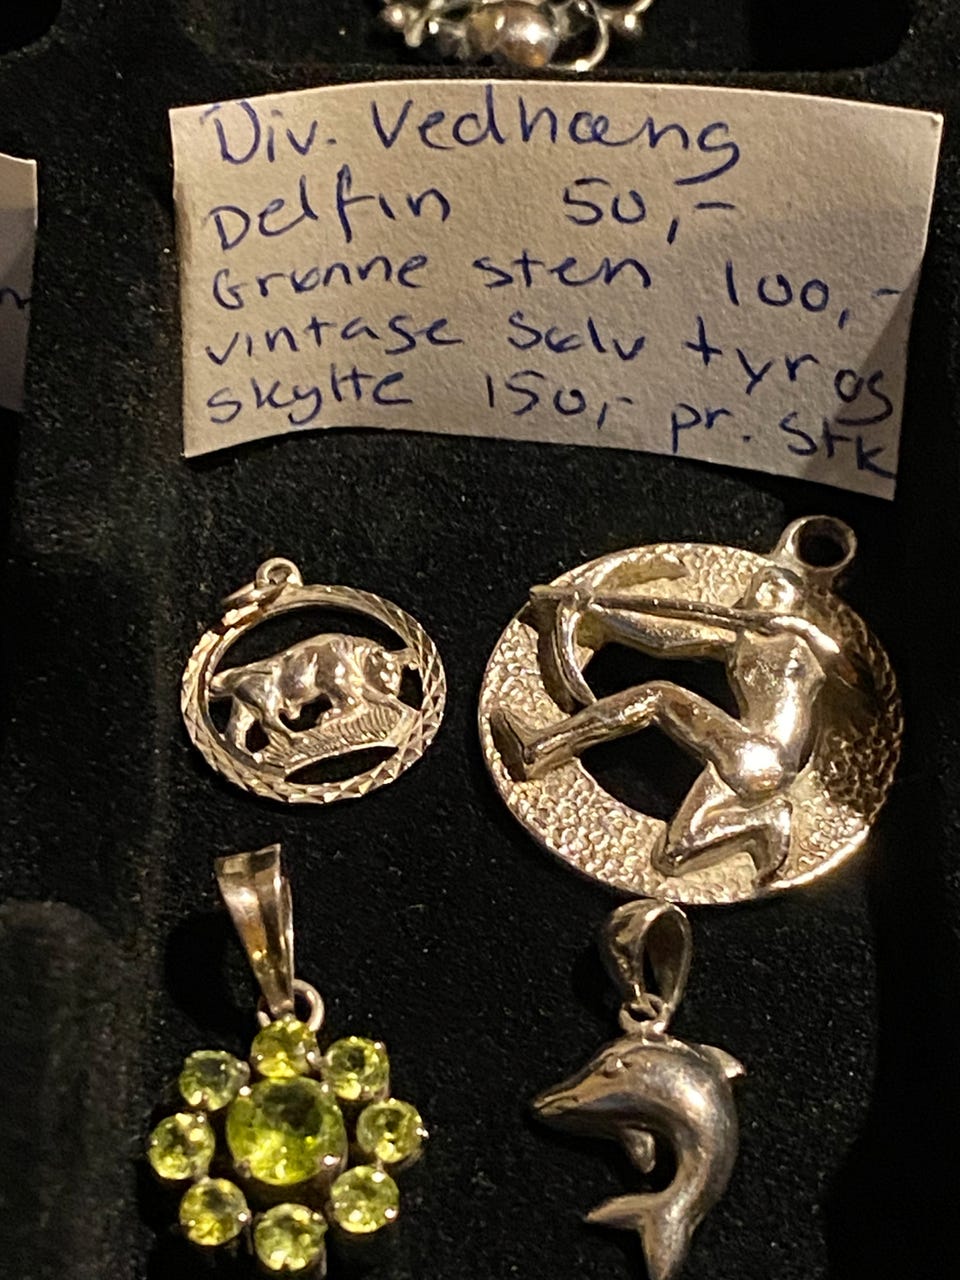 Div. Vedhæng
Delfin 50,-
Grønne sten 100,-
vintage Sølv tyr og
skytte 150,- pr. stk